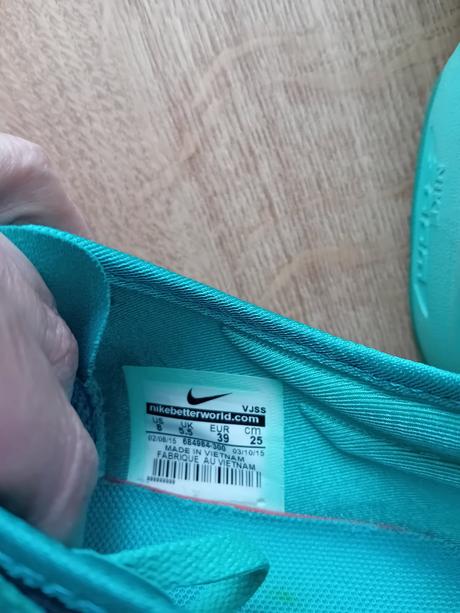 VJSS
nikebetterworld.com
US UK EUR cm
8 5.5 39 25
02/08/15 684984-300 03/10/15
MADE IN VIETNAM
FABRIQUE AU VIETNAM